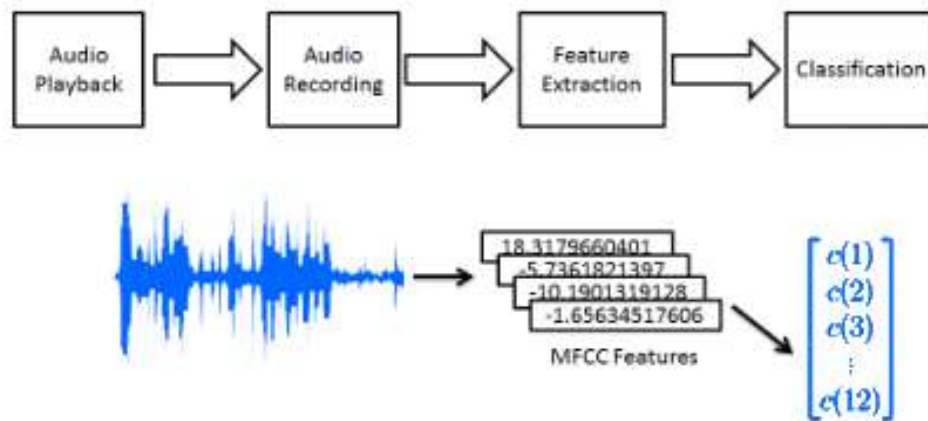 Audio
Playback
Audio
Recording
Feature
Extraction
Classification
18.3179660401
-5.7361821397
-10.1901319128
-1.65634517606
MFCC Features
c(1)
c(2)
c(3)
⋮
c(12)